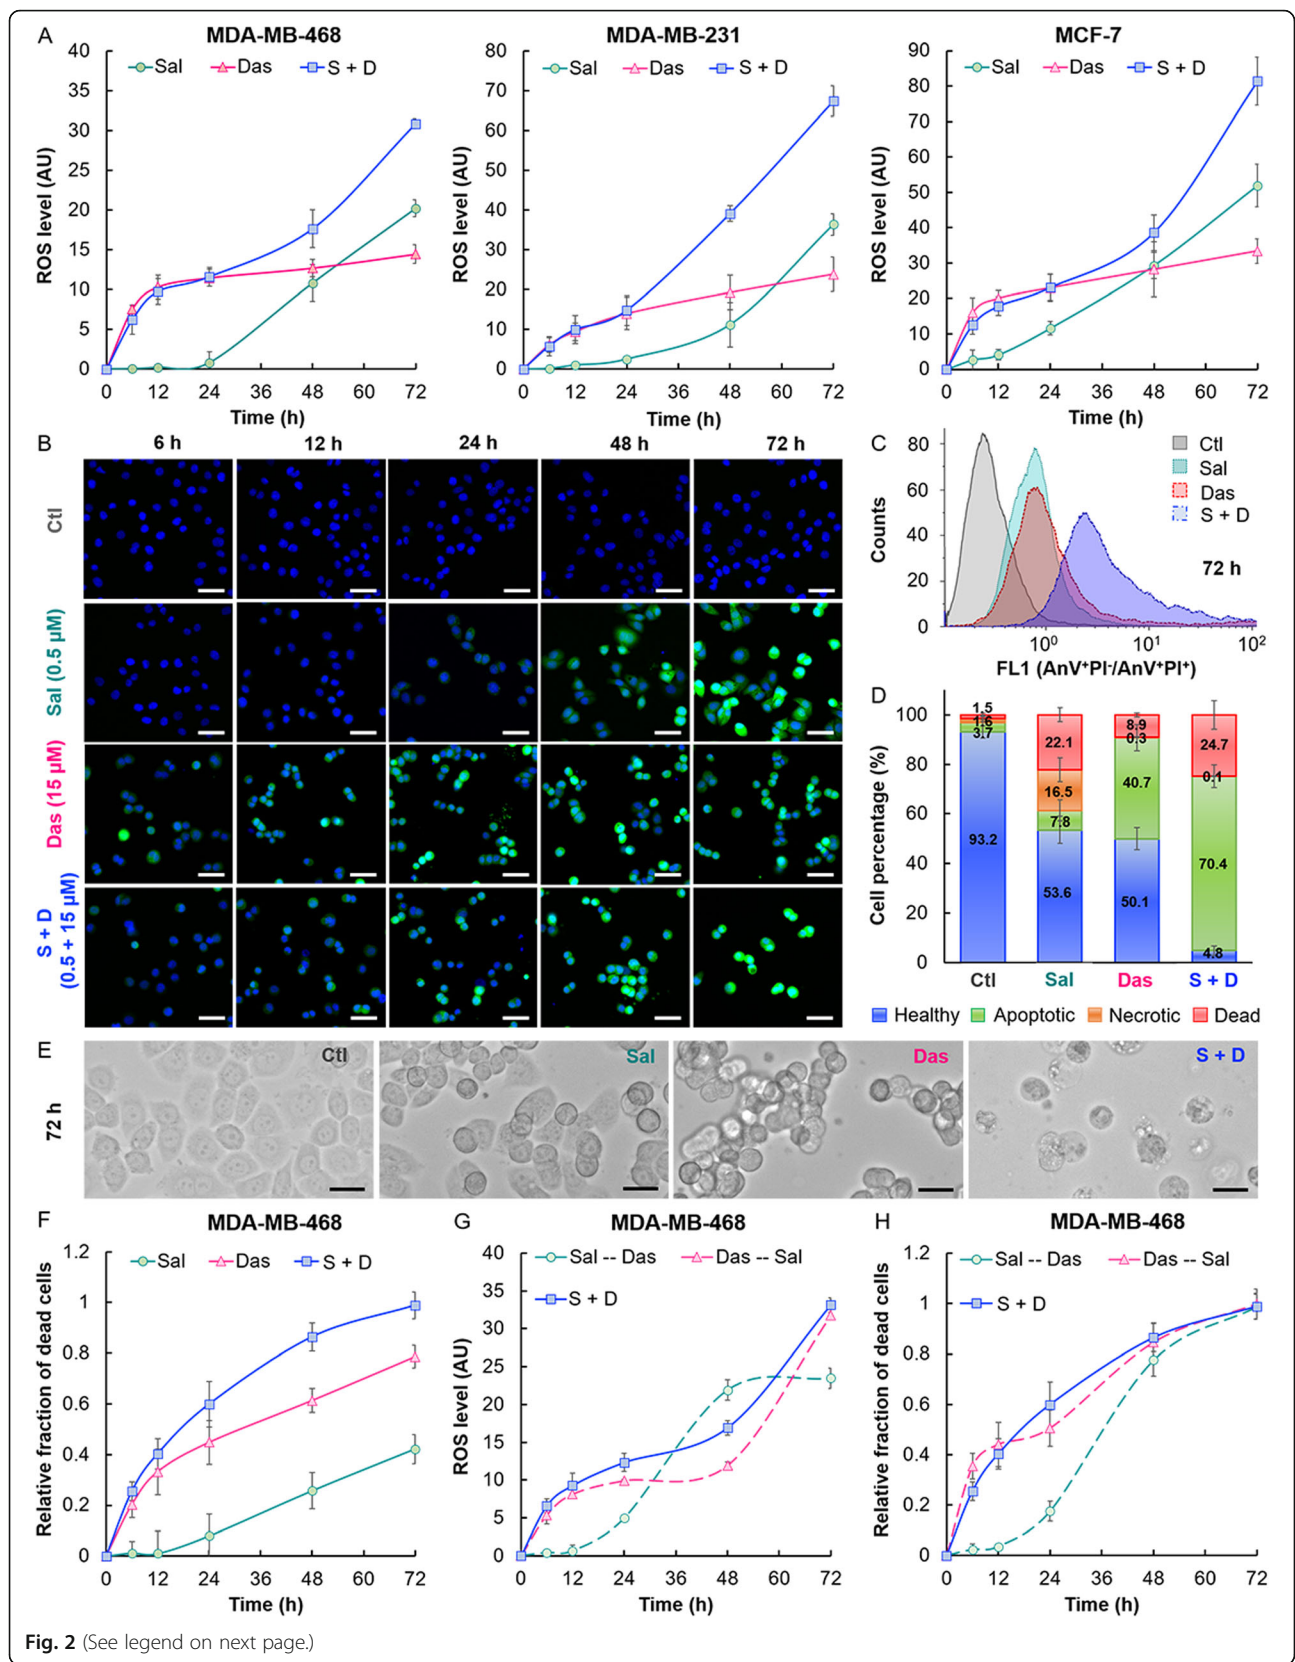 A
MDA-MB-468
MDA-MB-231
MCF-7
Sal Das S + D
Sal Das S + D
Sal Das S + D
ROS level (AU)
40
35
30
25
20
15
10
5
0
0 12 24 36 48 60 72
Time (h)
ROS level (AU)
80
70
60
50
40
30
20
10
0
0 12 24 36 48 60 72
Time (h)
ROS level (AU)
90
80
70
60
50
40
30
20
10
0
0 12 24 36 48 60 72
Time (h)
B
6 h 12 h 24 h 48 h 72 h
Ctl
Sal (0.5 µM)
Das (15 µM)
S + D
(0.5 + 15 µM)
C
Counts
80
60
40
20
0
Ctl
Sal
Das
S + D
72 h
10⁰ 10¹ 10²
FL1 (AnV⁺PI⁻/AnV⁺PI⁺)
D
Cell percentage (%)
100
80
60
40
20
0
1.5
1.6
3.7
93.2
22.1
16.5
7.8
53.6
8.9
0.3
40.7
50.1
24.7
0.1
70.4
4.8
Ctl Sal Das S + D
Healthy Apoptotic Necrotic Dead
E
72 h
Ctl
Sal
Das
S + D
F
MDA-MB-468
Sal Das S + D
Relative fraction of dead cells
1.2
1
0.8
0.6
0.4
0.2
0
0 12 24 36 48 60 72
Time (h)
G
MDA-MB-468
Sal -- Das Das -- Sal
S + D
ROS level (AU)
40
35
30
25
20
15
10
5
0
0 12 24 36 48 60 72
Time (h)
H
MDA-MB-468
Sal -- Das Das -- Sal
S + D
Relative fraction of dead cells
1.2
1
0.8
0.6
0.4
0.2
0
0 12 24 36 48 60 72
Time (h)
Fig. 2 (See legend on next page.)